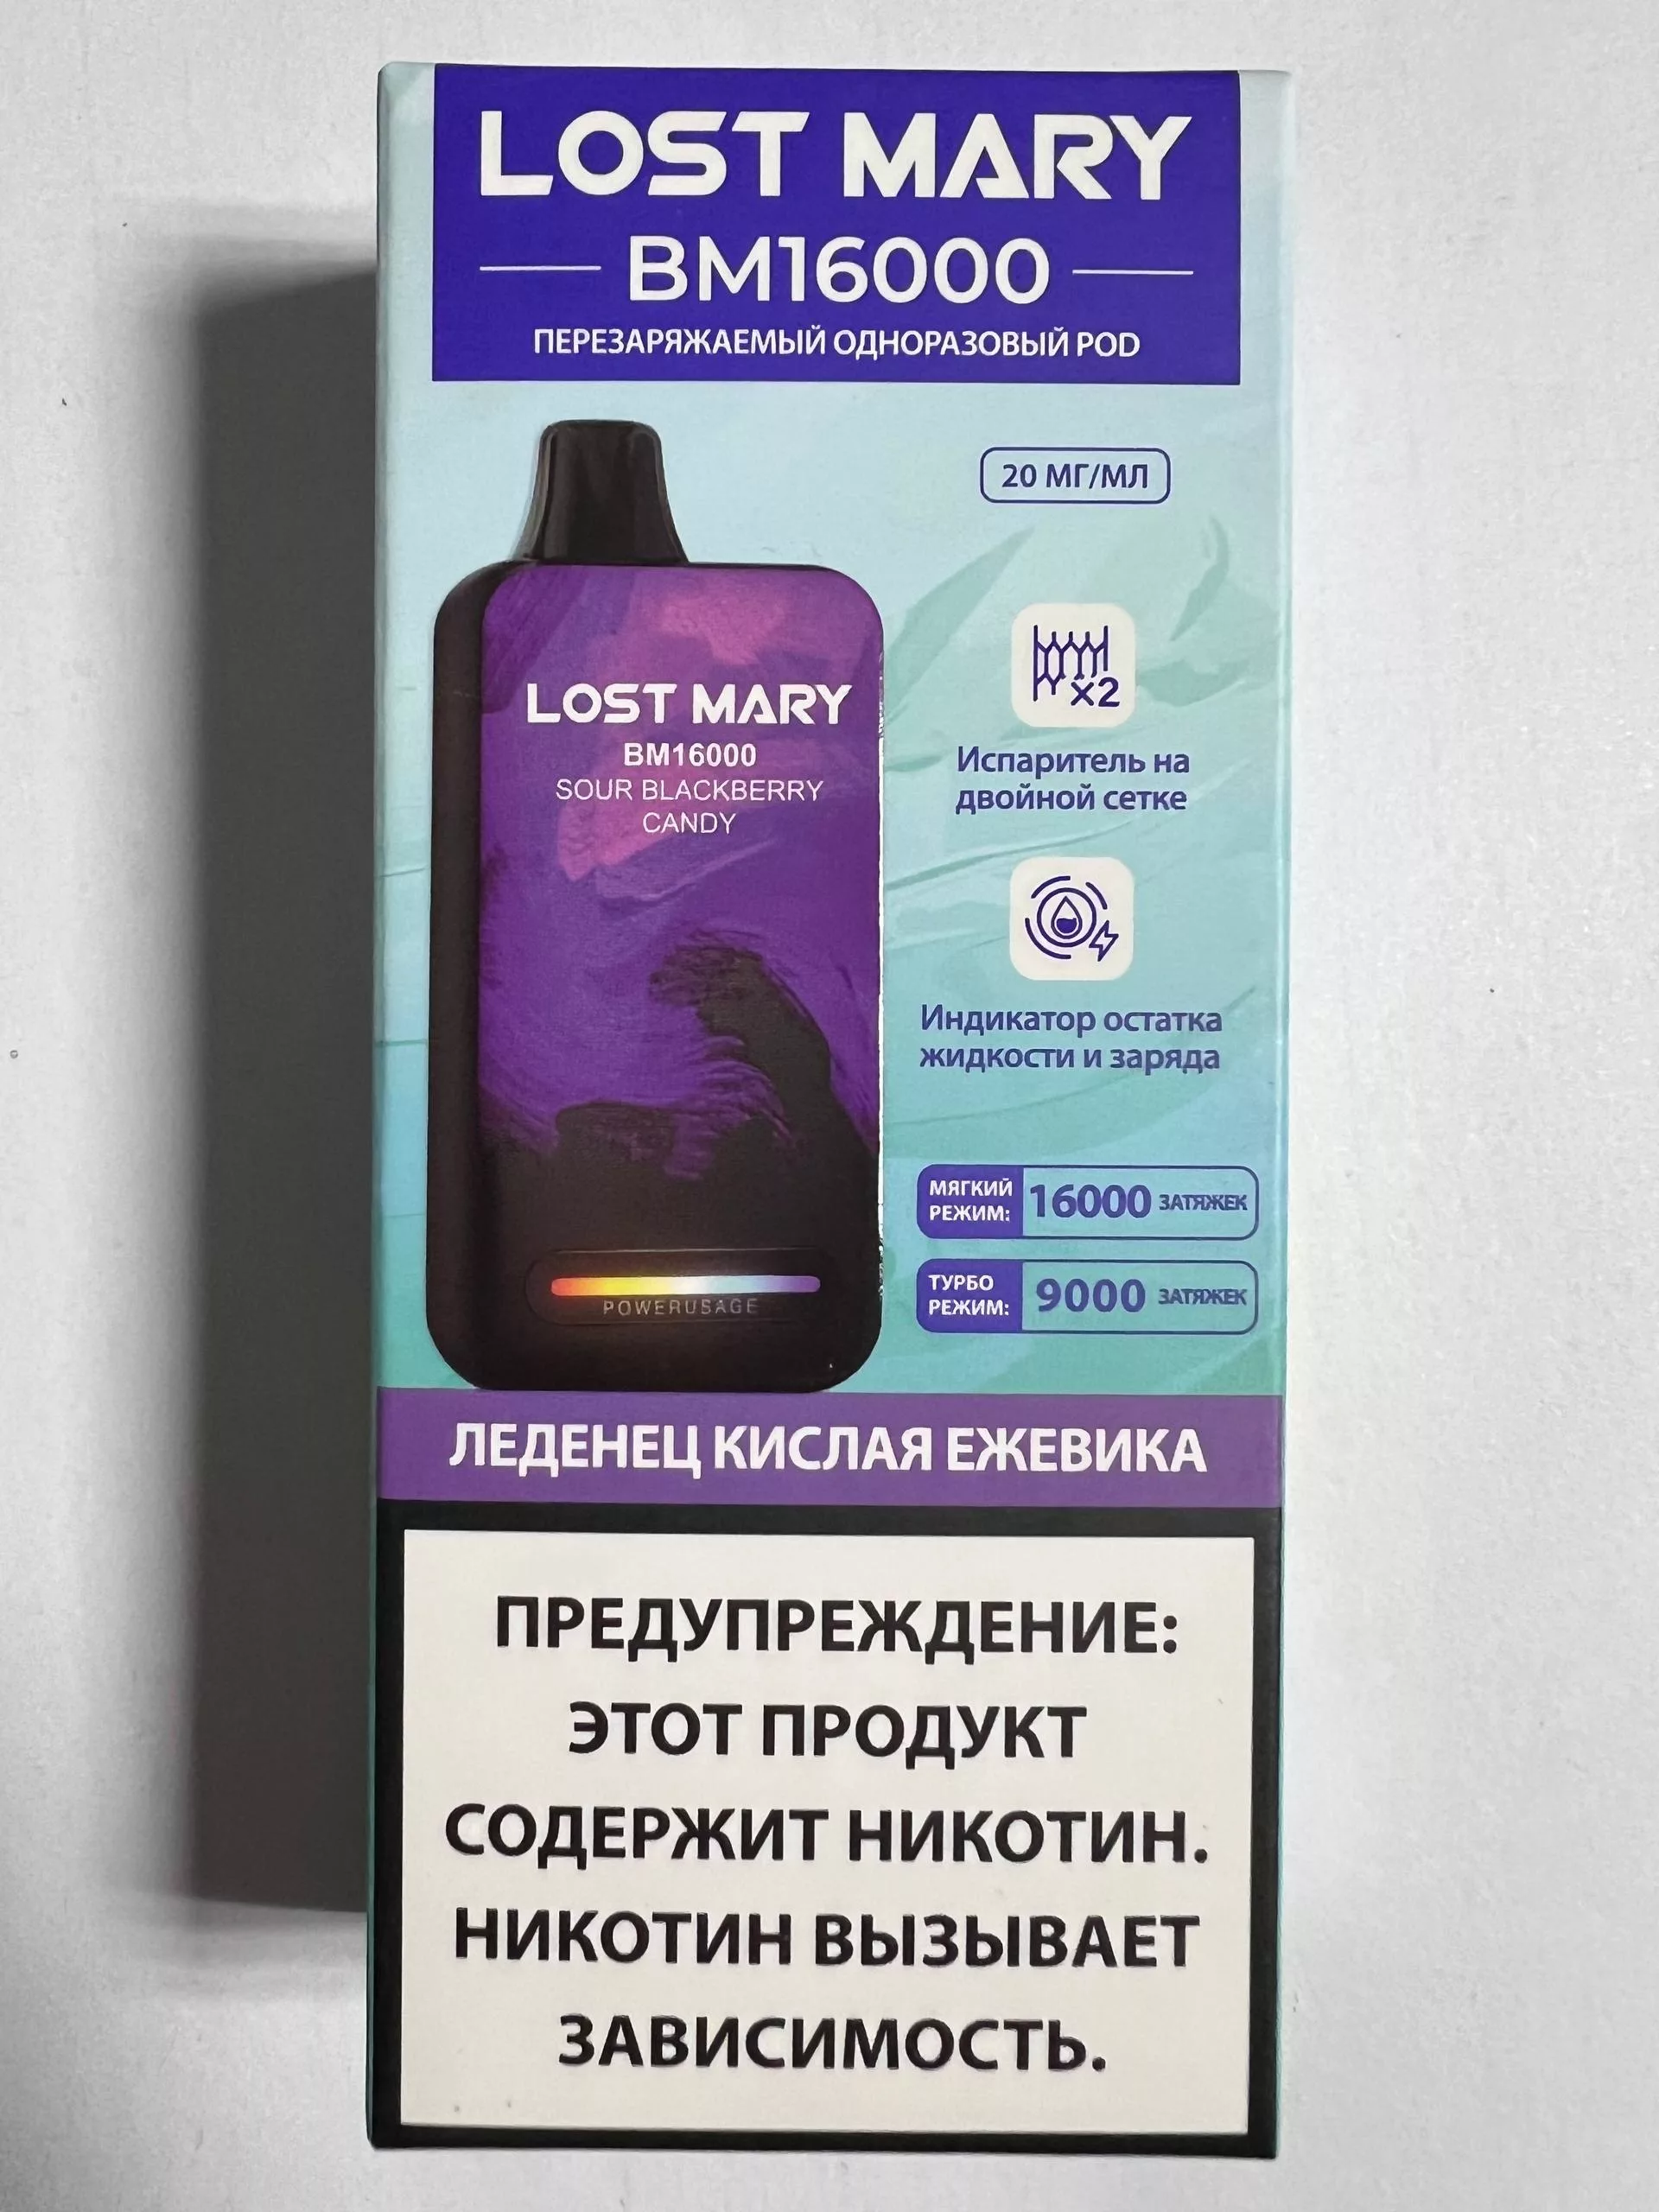 LOST MARY
BM16000
ПЕРЕЗАРЯЖАЕМЫЙ ОДНОРАЗОВЫЙ POD
20 МГ/МЛ
LOST MARY
BM16000
SOUR BLACKBERRY
CANDY
x2
Испаритель на
двойной сетке
Индикатор остатка
жидкости и заряда
МЯГКИЙ
РЕЖИМ:
16000 ЗАТЯЖЕК
ТУРБО
РЕЖИМ:
9000 ЗАТЯЖЕК
POWERUSAGE
ЛЕДЕНЕЦ КИСЛАЯ ЕЖЕВИКА
ПРЕДУПРЕЖДЕНИЕ:
ЭТОТ ПРОДУКТ
СОДЕРЖИТ НИКОТИН.
НИКОТИН ВЫЗЫВАЕТ
ЗАВИСИМОСТЬ.